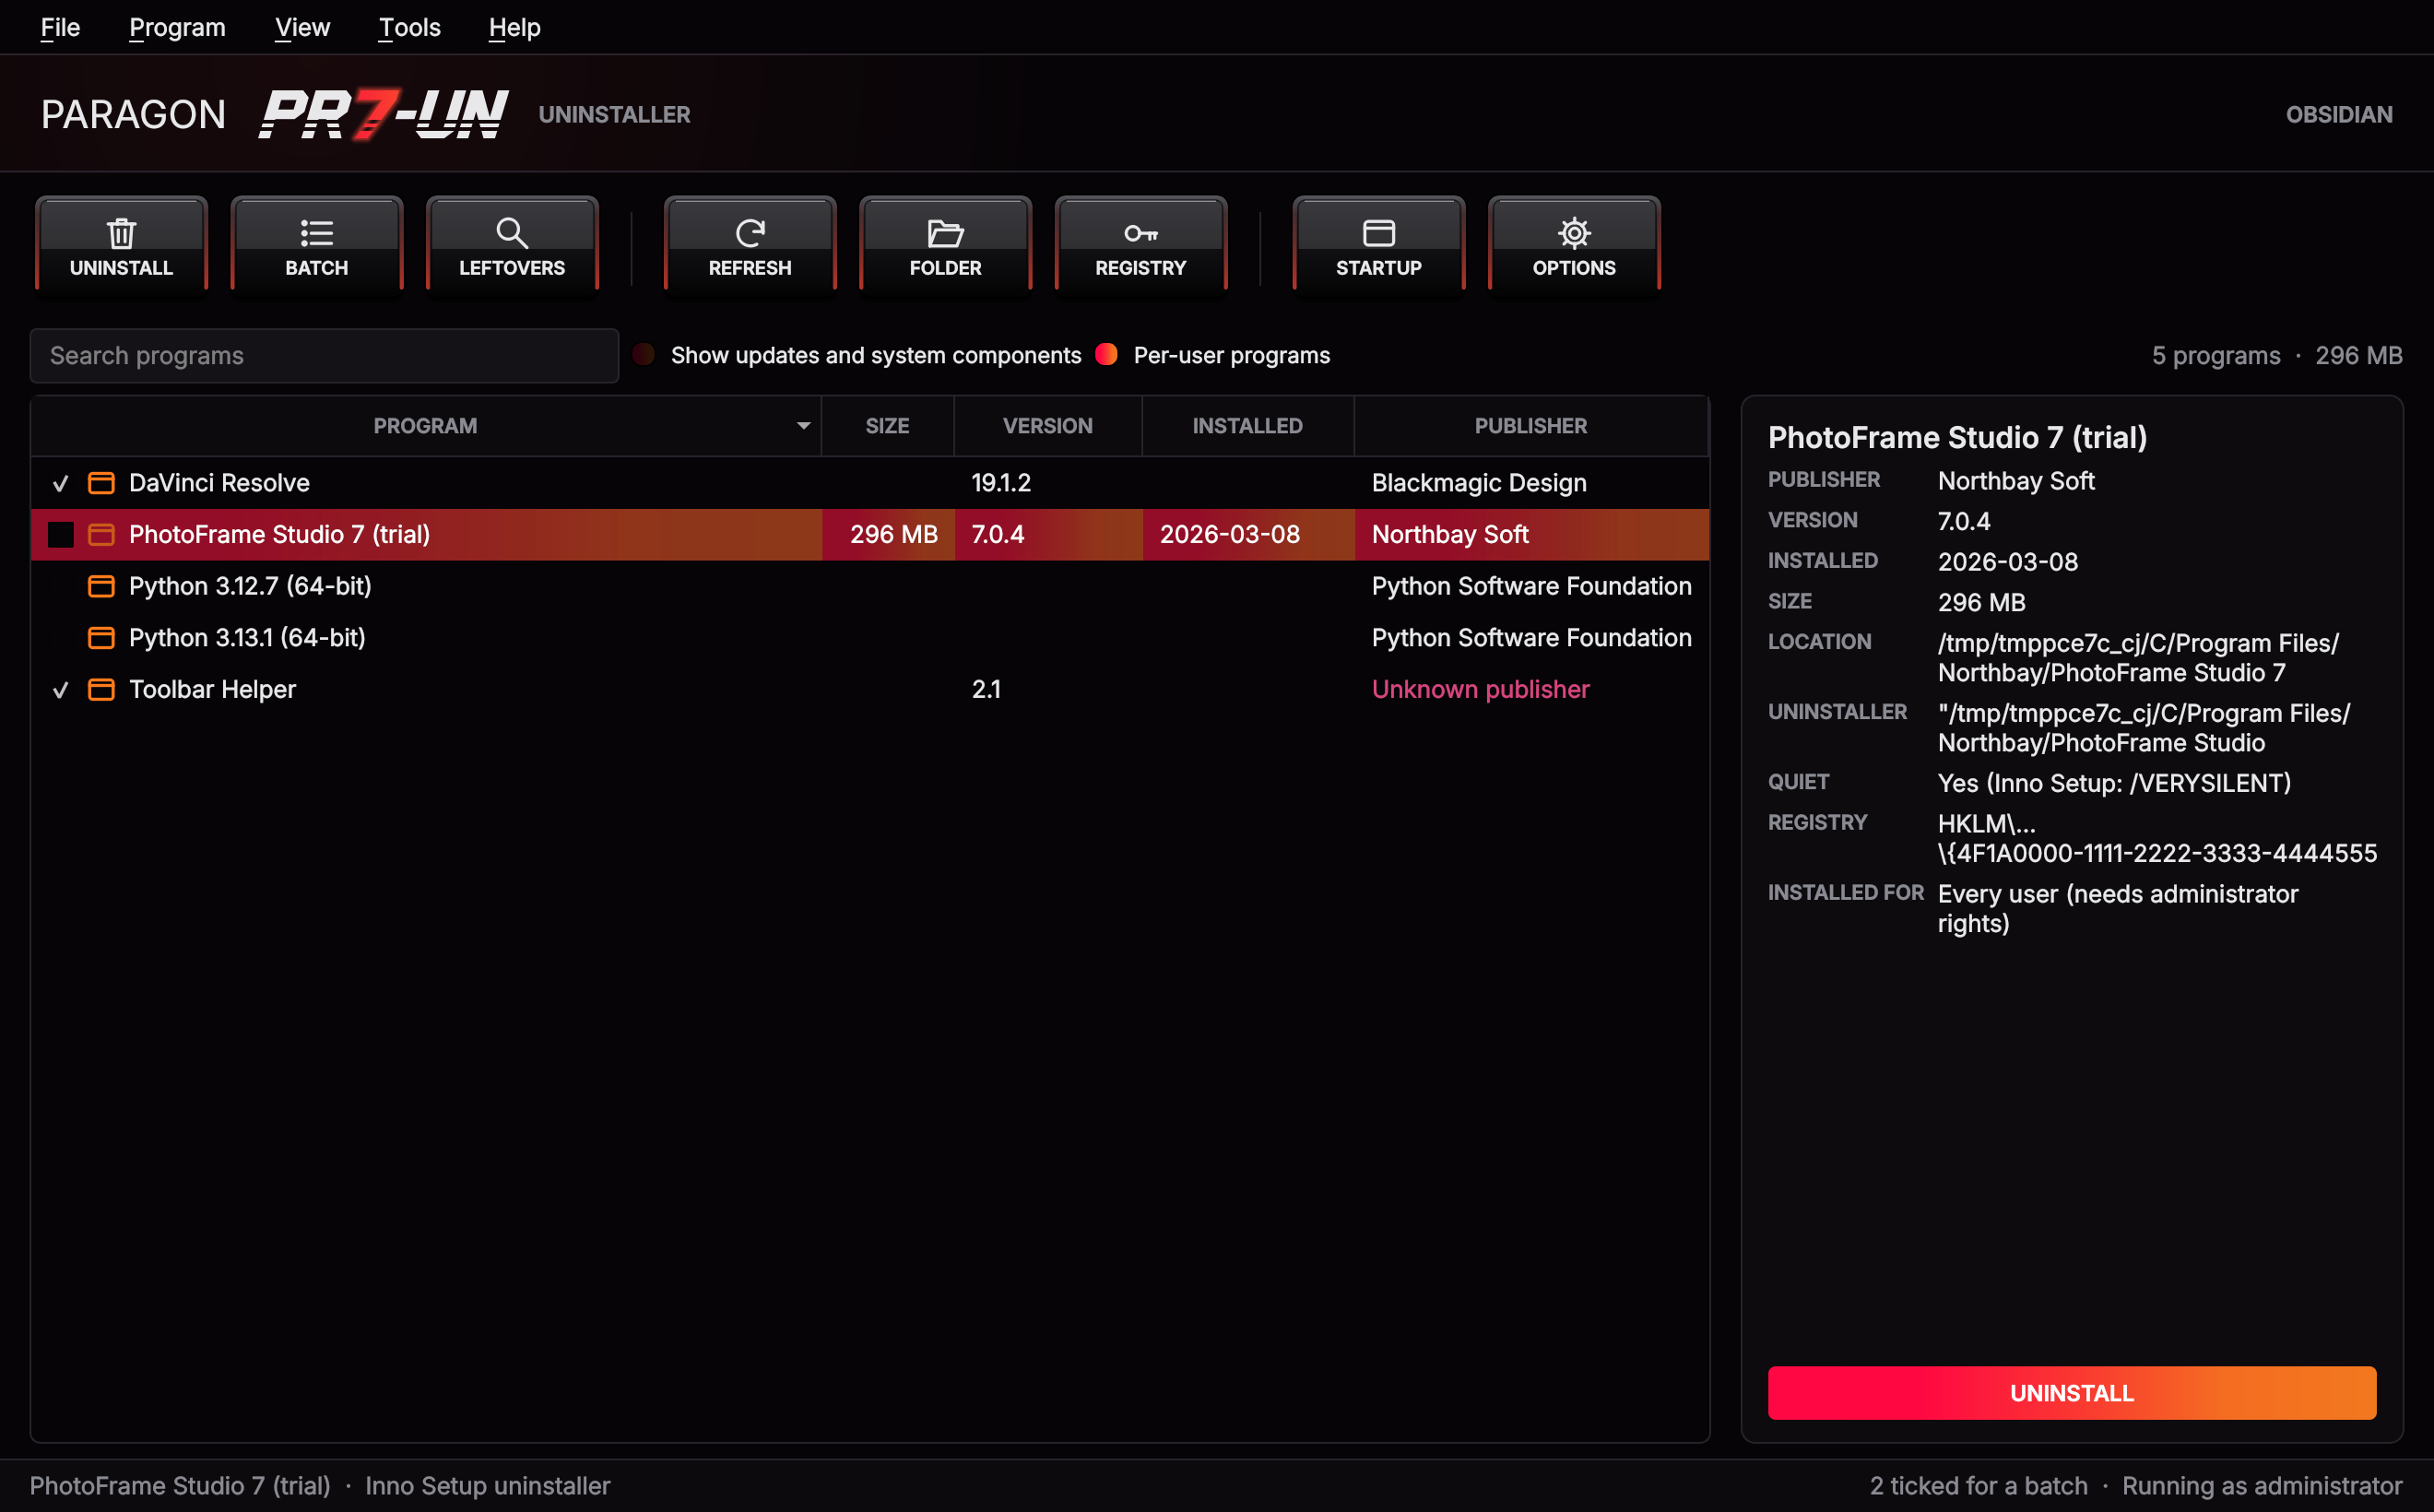 File Program View Tools Help
PARAGON PR7-UN UNINSTALLER OBSIDIAN
UNINSTALL BATCH LEFTOVERS REFRESH FOLDER REGISTRY STARTUP OPTIONS
Search programs Show updates and system components Per-user programs 5 programs · 296 MB
PROGRAM SIZE VERSION INSTALLED PUBLISHER
DaVinci Resolve 19.1.2 Blackmagic Design
PhotoFrame Studio 7 (trial) 296 MB 7.0.4 2026-03-08 Northbay Soft
Python 3.12.7 (64-bit) Python Software Foundation
Python 3.13.1 (64-bit) Python Software Foundation
Toolbar Helper 2.1 Unknown publisher
PhotoFrame Studio 7 (trial)
PUBLISHER Northbay Soft
VERSION 7.0.4
INSTALLED 2026-03-08
SIZE 296 MB
LOCATION /tmp/tmppce7c_cj/C/Program Files/
Northbay/PhotoFrame Studio 7
UNINSTALLER "/tmp/tmppce7c_cj/C/Program Files/
Northbay/PhotoFrame Studio
QUIET Yes (Inno Setup: /VERYSILENT)
REGISTRY HKLM\...
\{4F1A0000-1111-2222-3333-4444555
INSTALLED FOR Every user (needs administrator
rights)
UNINSTALL
PhotoFrame Studio 7 (trial) · Inno Setup uninstaller 2 ticked for a batch · Running as administrator